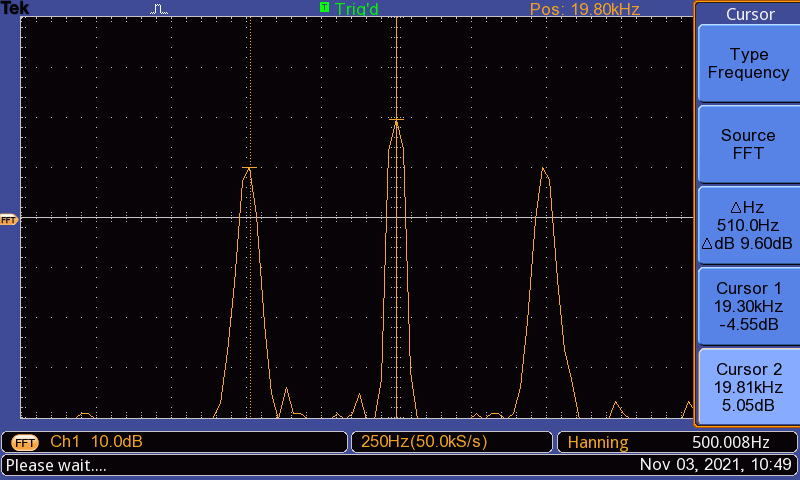 Tek T Trig'd Pos: 19.80kHz
Cursor
Type
Frequency
Source
FFT
△Hz
510.0Hz
△dB 9.60dB
Cursor 1
19.30kHz
-4.55dB
Cursor 2
19.81kHz
5.05dB
FFT
FFT Ch1 10.0dB 250Hz(50.0kS/s) Hanning 500.008Hz
Please wait.... Nov 03, 2021, 10:49